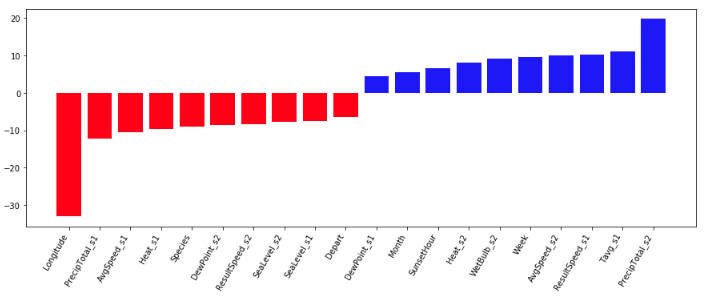 20
10
0
−10
−20
−30
Longitude
PrecipTotal_s1
AvgSpeed_s1
Heat_s1
Species
DewPoint_s2
ResultSpeed_s2
SeaLevel_s2
SeaLevel_s1
Depart
DewPoint_s1
Month
SunsetHour
Heat_s2
WetBulb_s2
Week
AvgSpeed_s2
ResultSpeed_s1
Tavg_s1
PrecipTotal_s2